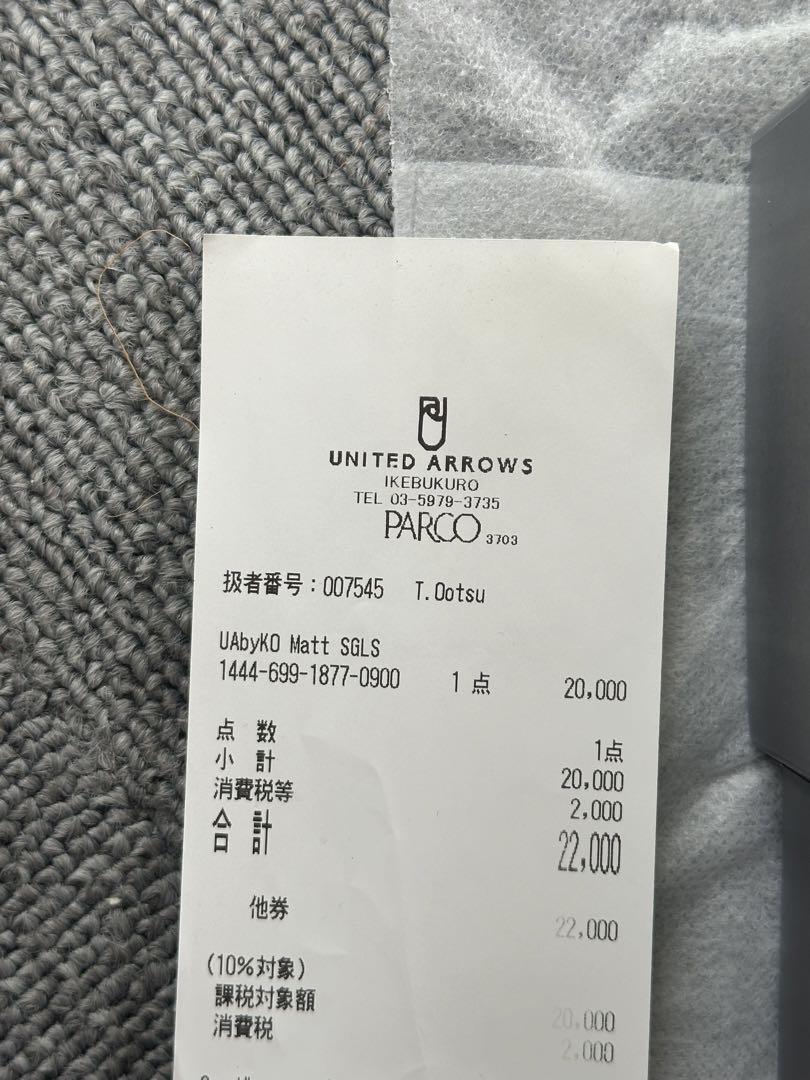 UNITED ARROWS
IKEBUKURO
TEL 03-5979-3735
PARCO 3703
扱者番号:007545 T.Ootsu
UAbyKO Matt SGLS
1444-699-1877-0900 1点 20,000
点 数 1点
小 計 20,000
消費税等 2,000
合 計 22,000
他券 22,000
(10%対象)
課税対象額 20,000
消費税 2,000